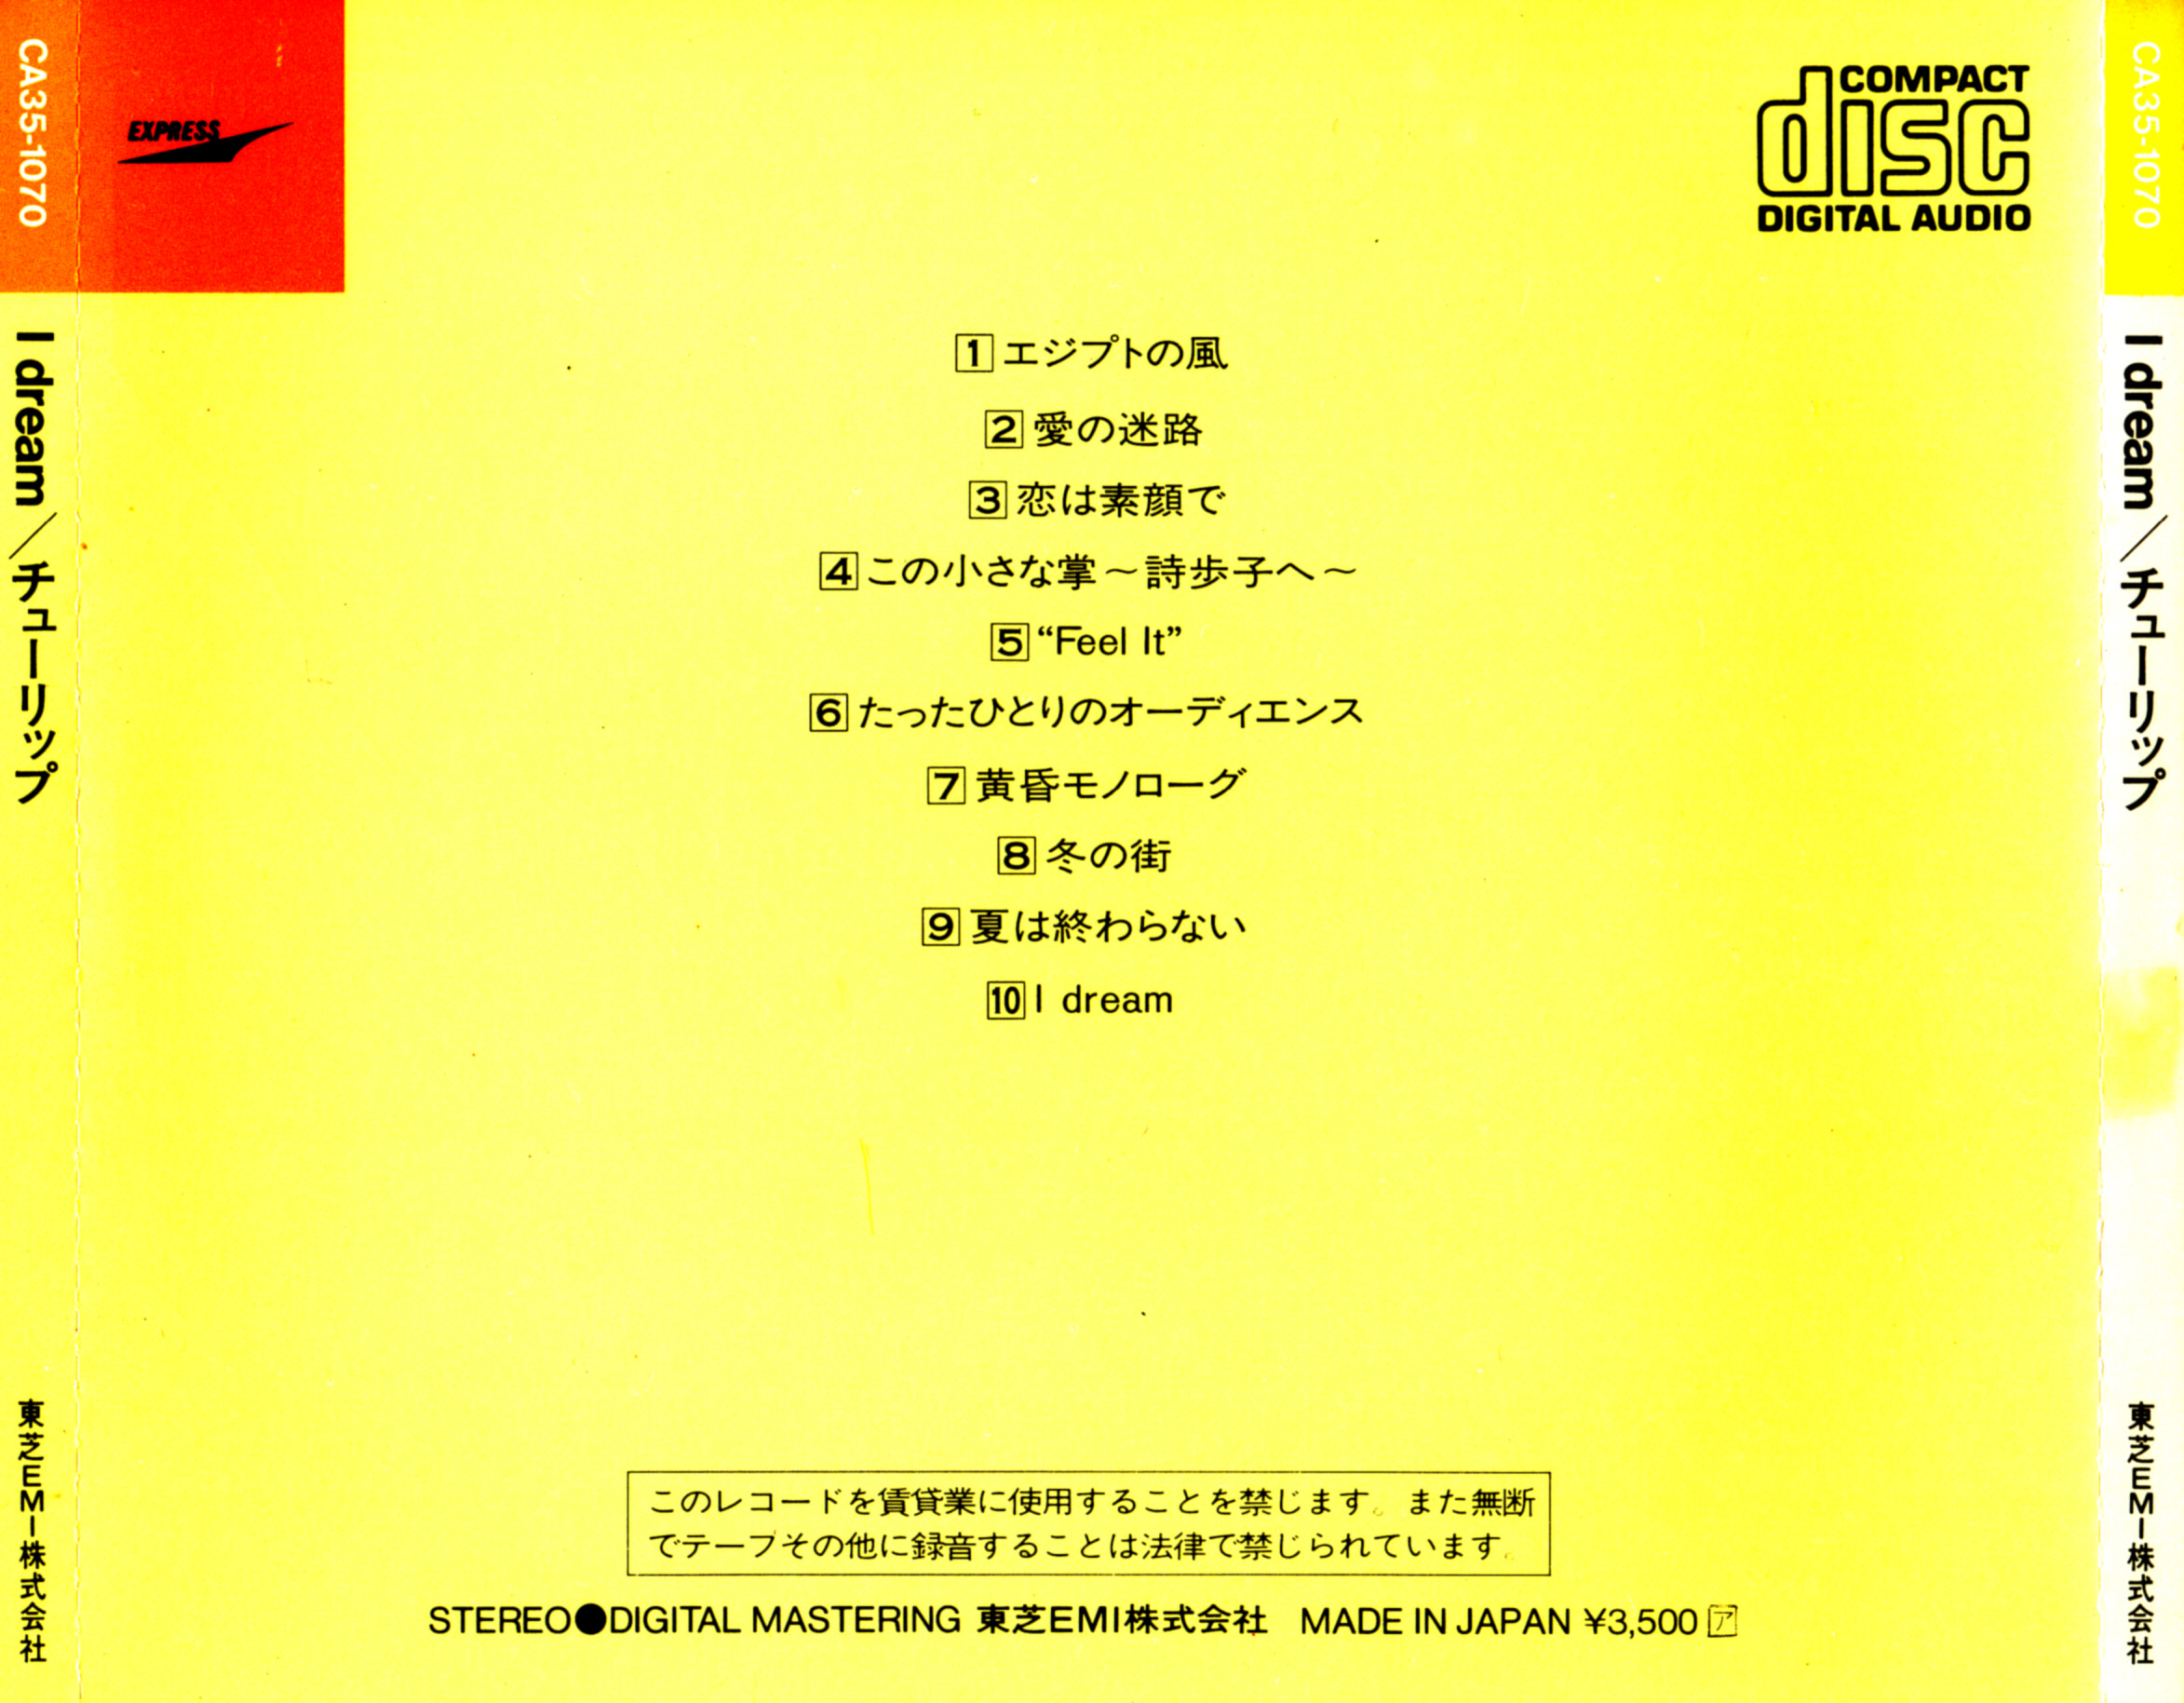 CA35-1070
I dream／チューリップ
東芝EMI株式会社
EXPRESS
COMPACT
disc
DIGITAL AUDIO
1 エジプトの風
2 愛の迷路
3 恋は素顔で
4 この小さな掌～詩歩子へ～
5 “Feel It”
6 たったひとりのオーディエンス
7 黄昏モノローグ
8 冬の街
9 夏は終わらない
10 I dream
このレコードを賃貸業に使用することを禁じます。また無断
でテープその他に録音することは法律で禁じられています。
STEREO●DIGITAL MASTERING 東芝EMI株式会社 MADE IN JAPAN ¥3,500 ア
CA35-1070
I dream／チューリップ
東芝EMI株式会社